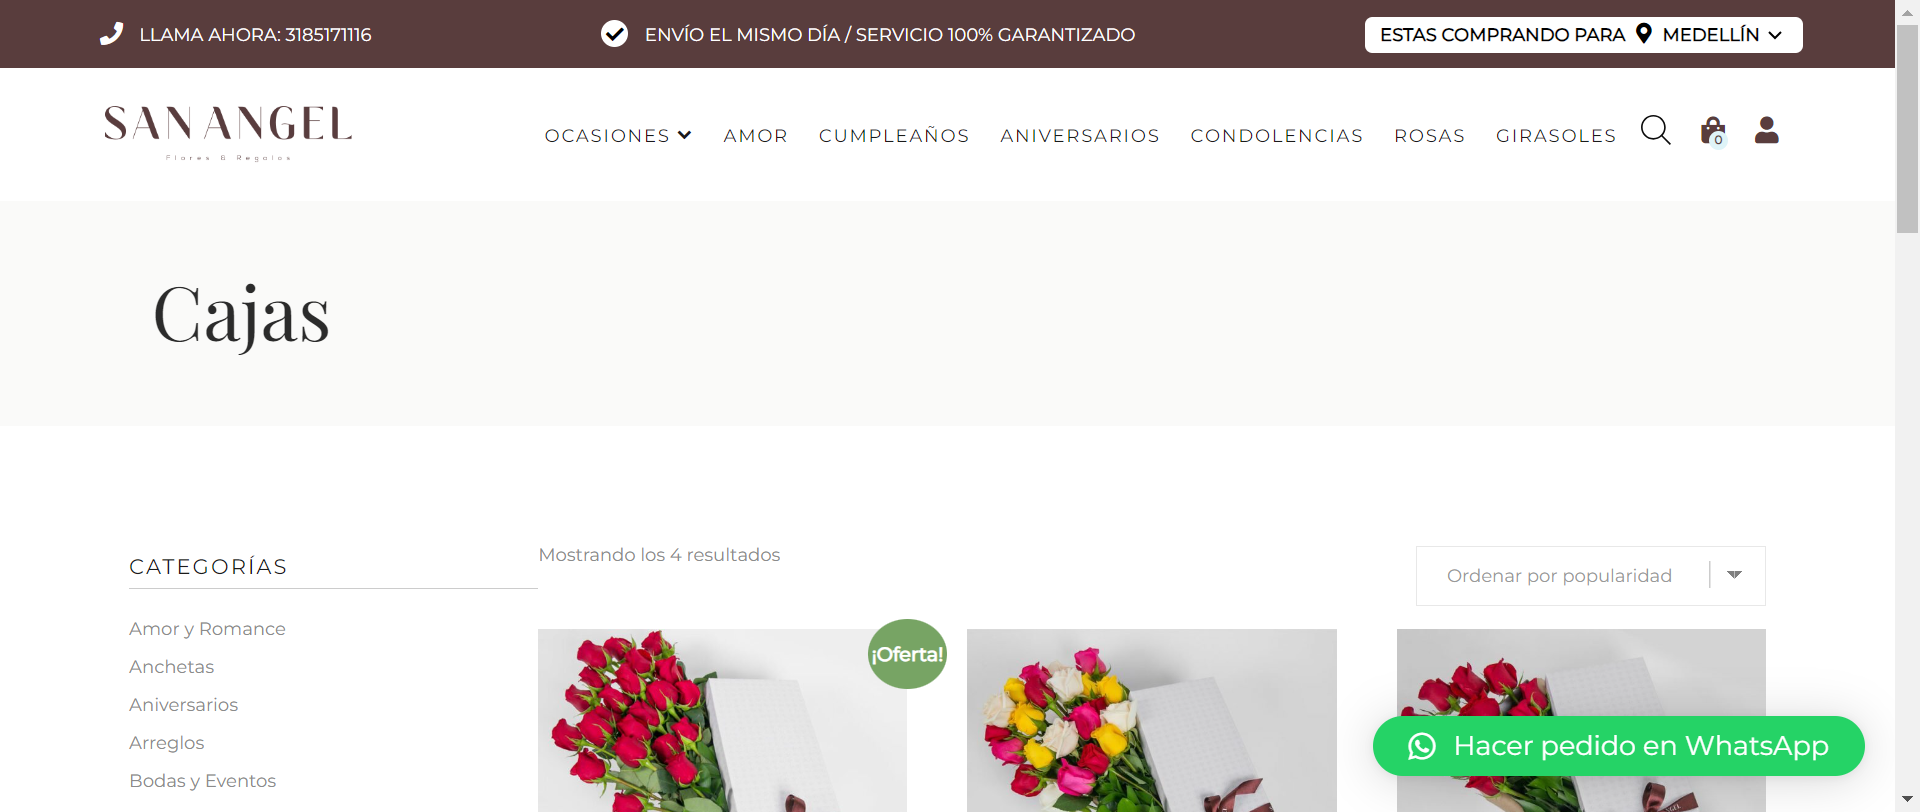 LLAMA AHORA: 3185171116
ENVÍO EL MISMO DÍA / SERVICIO 100% GARANTIZADO
ESTAS COMPRANDO PARA MEDELLÍN
SAN ANGEL
Flores & Regalos
OCASIONES AMOR CUMPLEAÑOS ANIVERSARIOS CONDOLENCIAS ROSAS GIRASOLES
0
Cajas
CATEGORÍAS
Amor y Romance
Anchetas
Aniversarios
Arreglos
Bodas y Eventos
Mostrando los 4 resultados
Ordenar por popularidad
¡Oferta!
Hacer pedido en WhatsApp